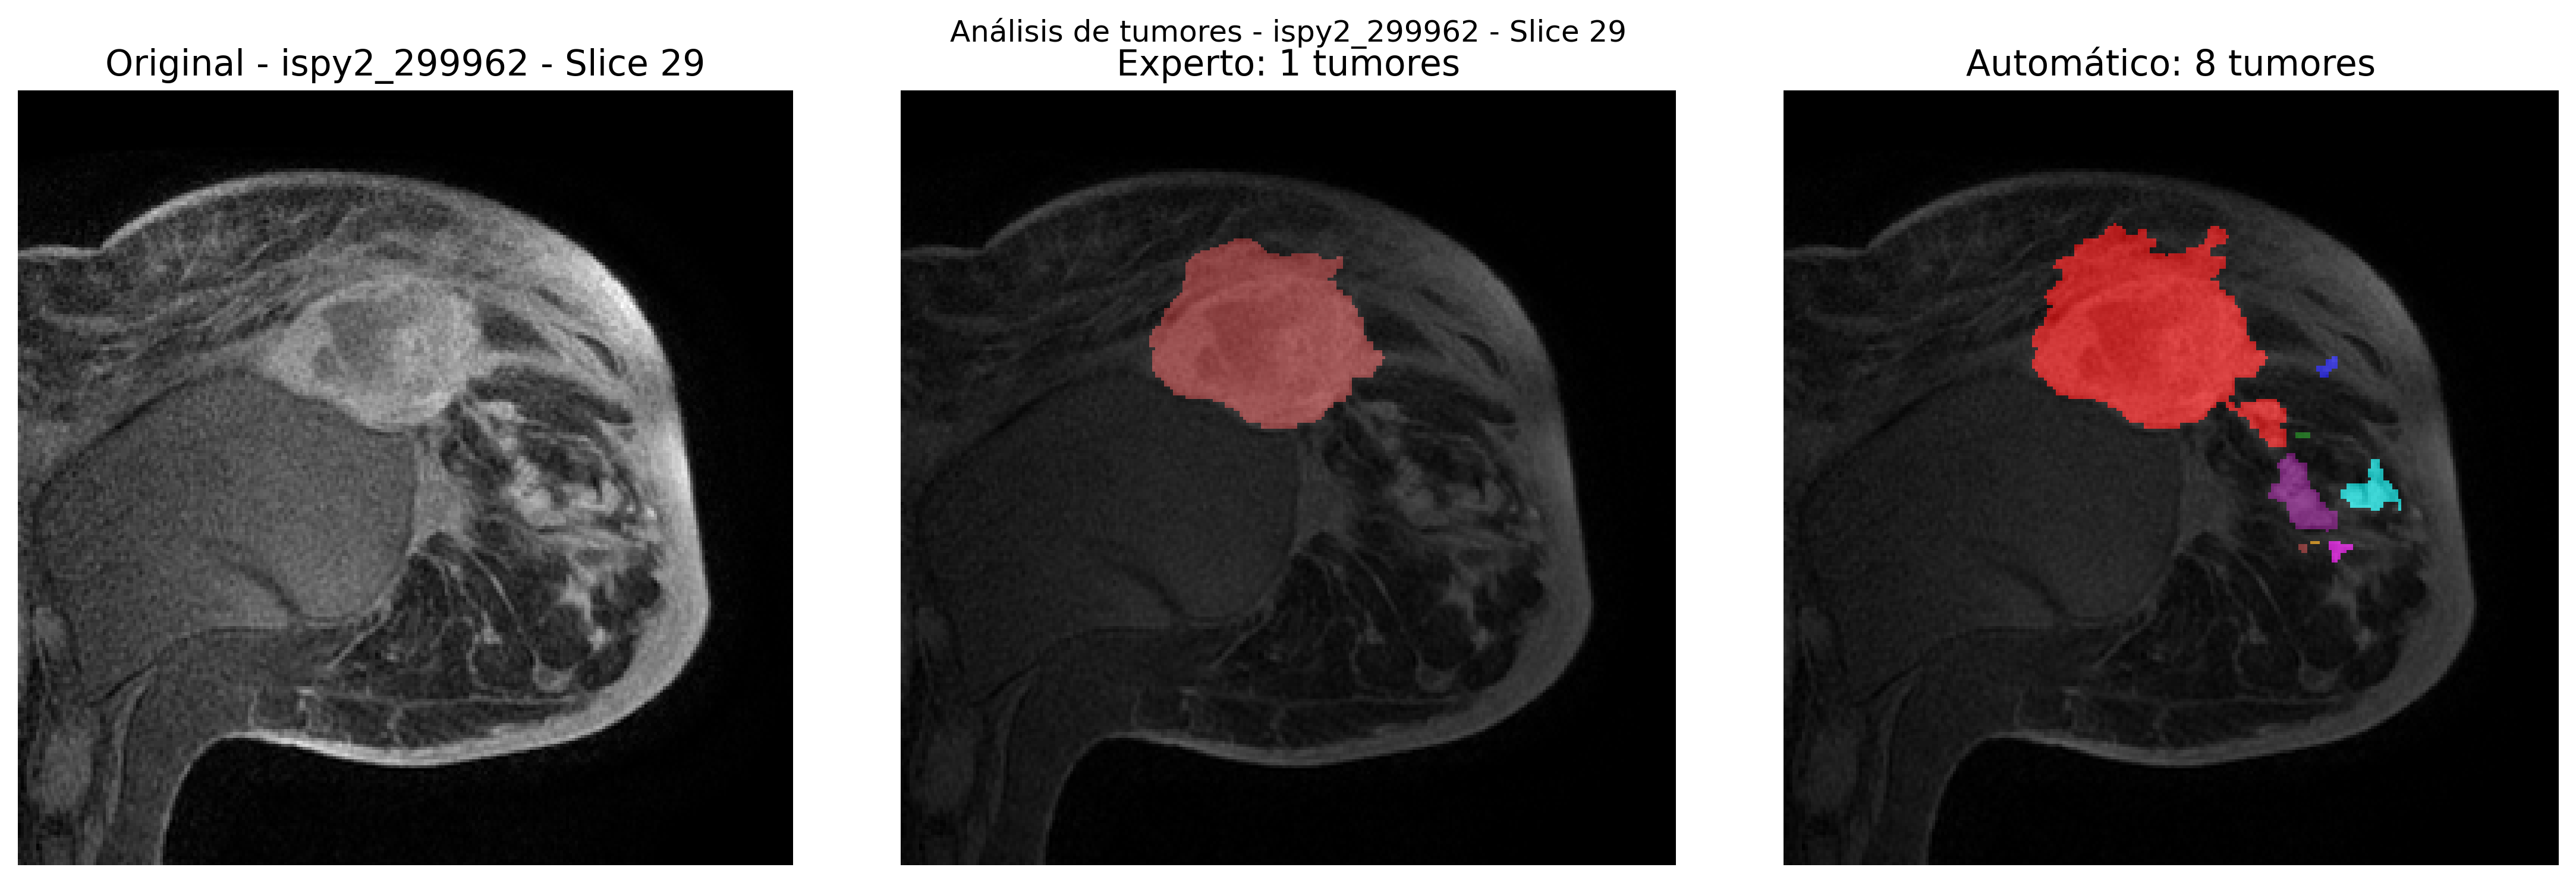 Análisis de tumores - ispy2_299962 - Slice 29
Original - ispy2_299962 - Slice 29
Experto: 1 tumores
Automático: 8 tumores